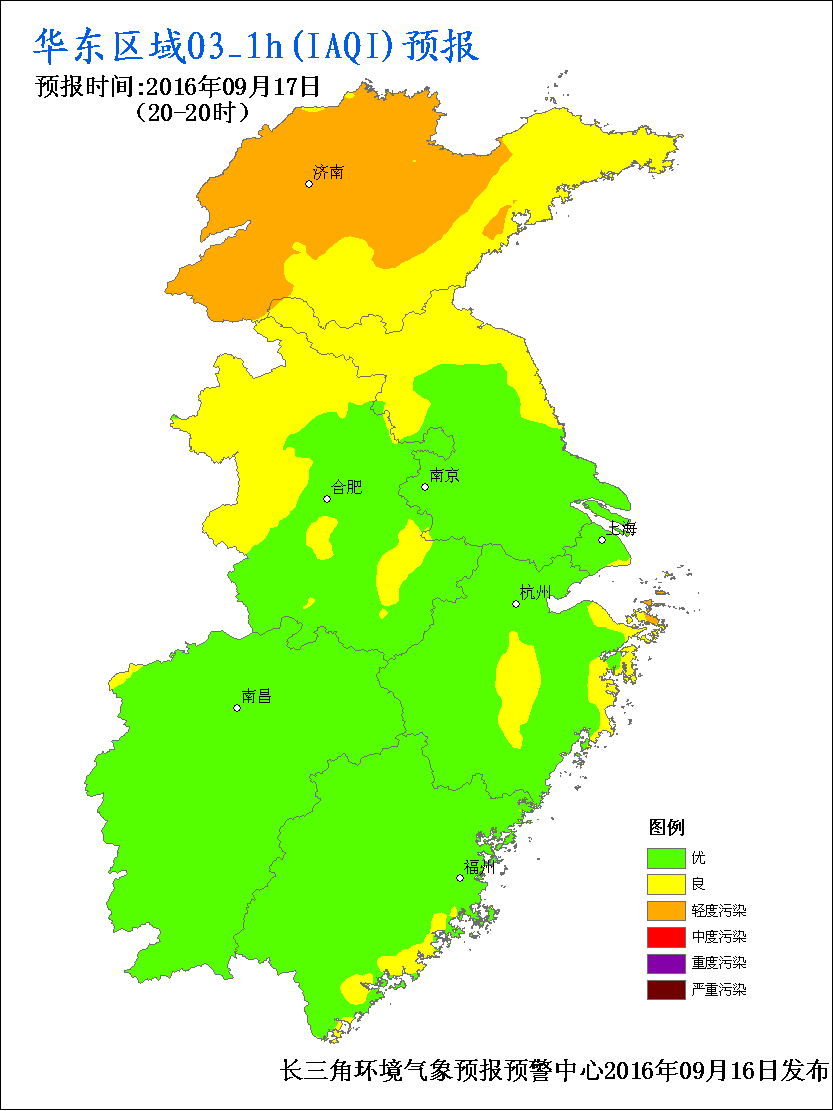 华东区域O3_1h(IAQI)预报
预报时间:2016年09月17日
(20-20时)
济南
南京
合肥
上海
杭州
南昌
福州
图例
优
良
轻度污染
中度污染
重度污染
严重污染
长三角环境气象预报预警中心2016年09月16日发布